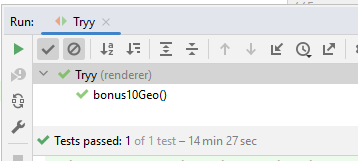 Run: Tryy
Tryy (renderer)
bonus10Geo()
Tests passed: 1 of 1 test – 14 min 27 sec